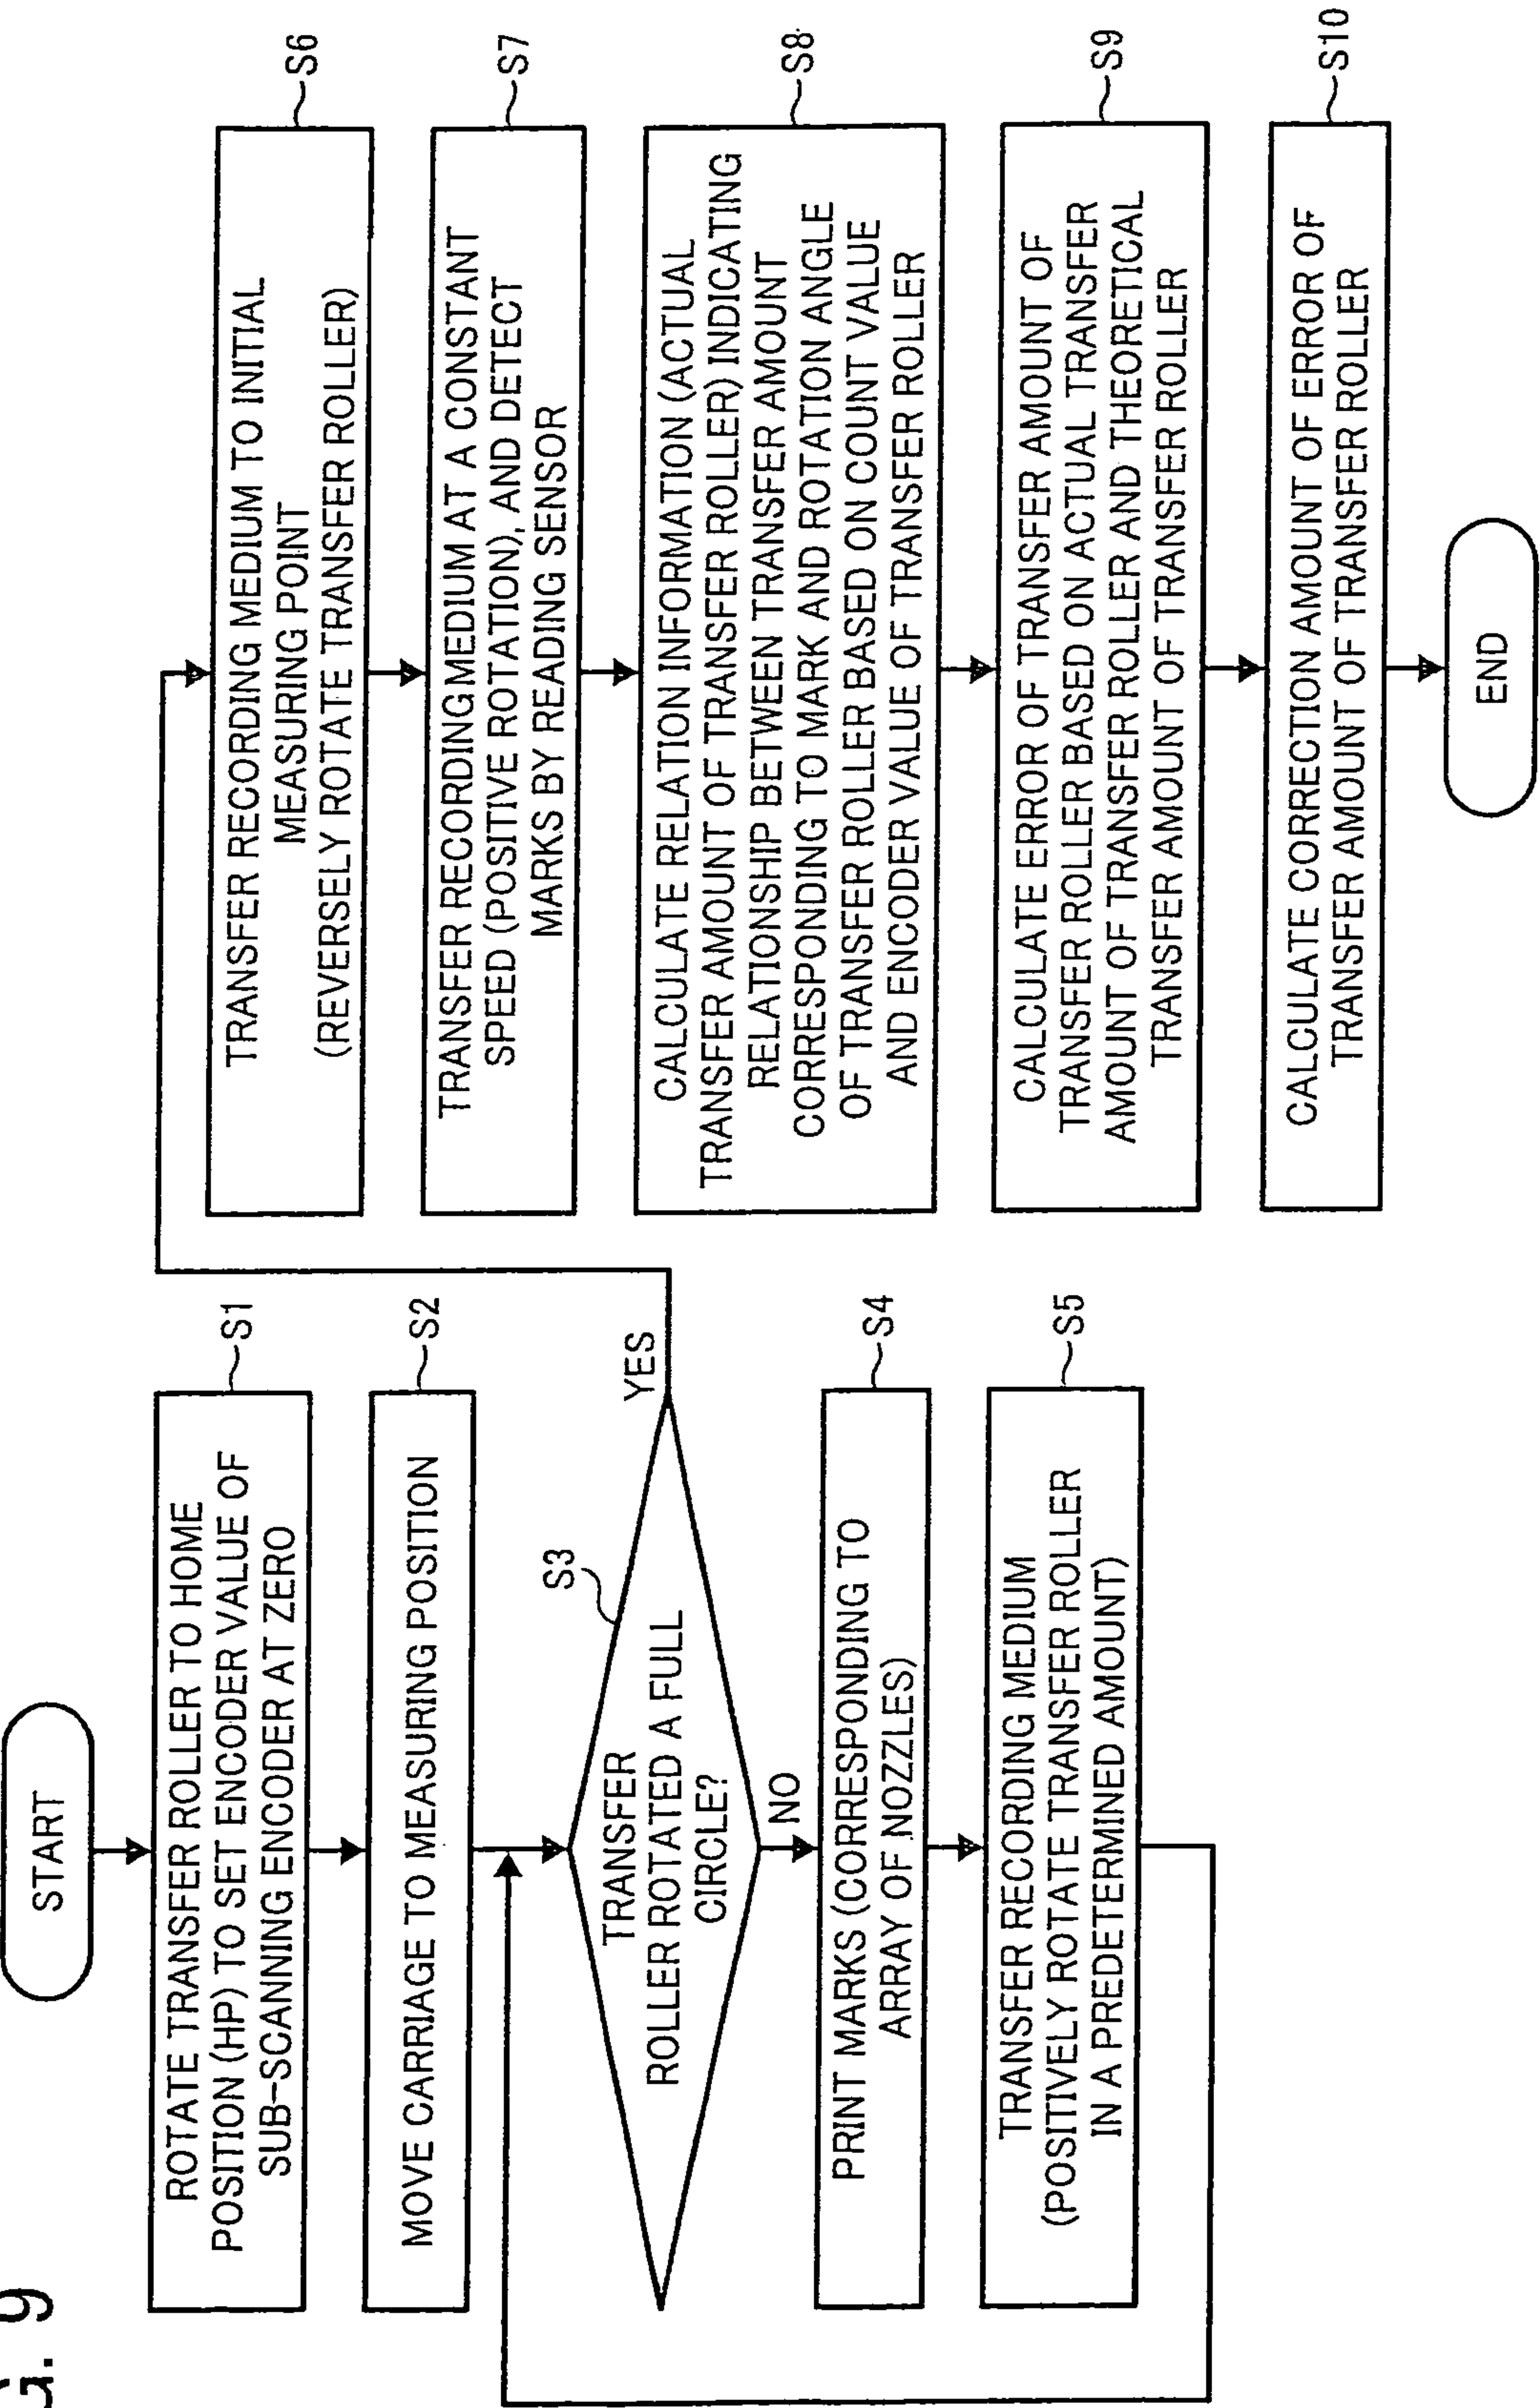 G. 9
START
ROTATE TRANSFER ROLLER TO HOME
POSITION (HP) TO SET ENCODER VALUE OF
SUB-SCANNING ENCODER AT ZERO
S1
MOVE CARRIAGE TO MEASURING POSITION
S2
S3
TRANSFER
ROLLER ROTATED A FULL
CIRCLE?
YES
NO
PRINT MARKS (CORRESPONDING TO
ARRAY OF NOZZLES)
S4
TRANSFER RECORDING MEDIUM
(POSITIVELY ROTATE TRANSFER ROLLER
IN A PREDETERMINED AMOUNT)
S5
TRANSFER RECORDING MEDIUM TO INITIAL
MEASURING POINT
(REVERSELY ROTATE TRANSFER ROLLER)
S6
TRANSFER RECORDING MEDIUM AT A CONSTANT
SPEED (POSITIVE ROTATION), AND DETECT
MARKS BY READING SENSOR
S7
CALCULATE RELATION INFORMATION (ACTUAL
TRANSFER AMOUNT OF TRANSFER ROLLER) INDICATING
RELATIONSHIP BETWEEN TRANSFER AMOUNT
CORRESPONDING TO MARK AND ROTATION ANGLE
OF TRANSFER ROLLER BASED ON COUNT VALUE
AND ENCODER VALUE OF TRANSFER ROLLER
S8
CALCULATE ERROR OF TRANSFER AMOUNT OF
TRANSFER ROLLER BASED ON ACTUAL TRANSFER
AMOUNT OF TRANSFER ROLLER AND THEORETICAL
TRANSFER AMOUNT OF TRANSFER ROLLER
S9
CALCULATE CORRECTION AMOUNT OF ERROR OF
TRANSFER AMOUNT OF TRANSFER ROLLER
S10
END